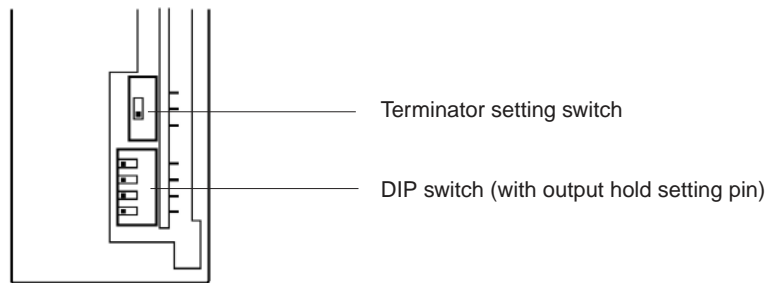 Terminator setting switch
DIP switch (with output hold setting pin)